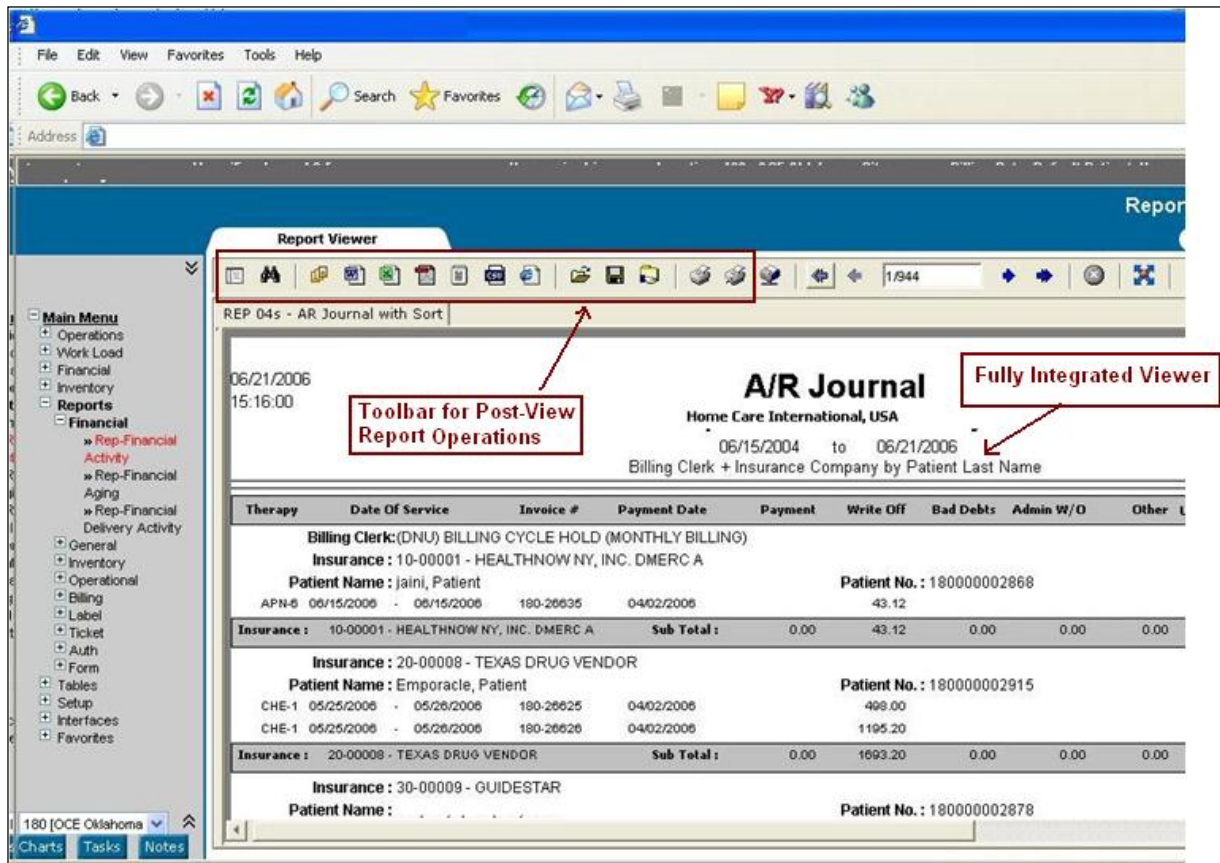 File Edit View Favorites Tools Help
Back Search Favorites
Address
Repor
Report Viewer
1/944
REP 04s - AR Journal with Sort
Main Menu
Operations
Work Load
Financial
Inventory
Reports
Financial
» Rep-Financial
Activity
» Rep-Financial
Aging
» Rep-Financial
Delivery Activity
General
Inventory
Operational
Billing
Label
Ticket
Auth
Form
Tables
Setup
Interfaces
Favorites
180 [OCE Oklahoma
Charts Tasks Notes
06/21/2006
15:16:00
Toolbar for Post-View
Report Operations
A/R Journal
Home Care International, USA
06/15/2004 to 06/21/2006
Billing Clerk + Insurance Company by Patient Last Name
Fully Integrated Viewer
Therapy Date Of Service Invoice # Payment Date Payment Write Off Bad Debts Admin W/O Other
Billing Clerk:(DNU) BILLING CYCLE HOLD (MONTHLY BILLING)
Insurance : 10-00001 - HEALTHNOW NY, INC. DMERC A
Patient Name : jaini, Patient Patient No. : 180000002868
APN-6 06/15/2006 - 06/15/2006 180-26635 04/02/2006 43.12
Insurance : 10-00001 - HEALTHNOW NY, INC. DMERC A Sub Total : 0.00 43.12 0.00 0.00 0.00
Insurance : 20-00008 - TEXAS DRUG VENDOR
Patient Name : Emporacle, Patient Patient No. : 180000002915
CHE-1 05/25/2006 - 05/26/2006 180-26625 04/02/2006 498.00
CHE-1 05/25/2006 - 05/26/2006 180-26626 04/02/2006 1195.20
Insurance : 20-00008 - TEXAS DRUG VENDOR Sub Total : 0.00 1693.20 0.00 0.00 0.00
Insurance : 30-00009 - GUIDESTAR
Patient Name : Patient No. : 180000002878